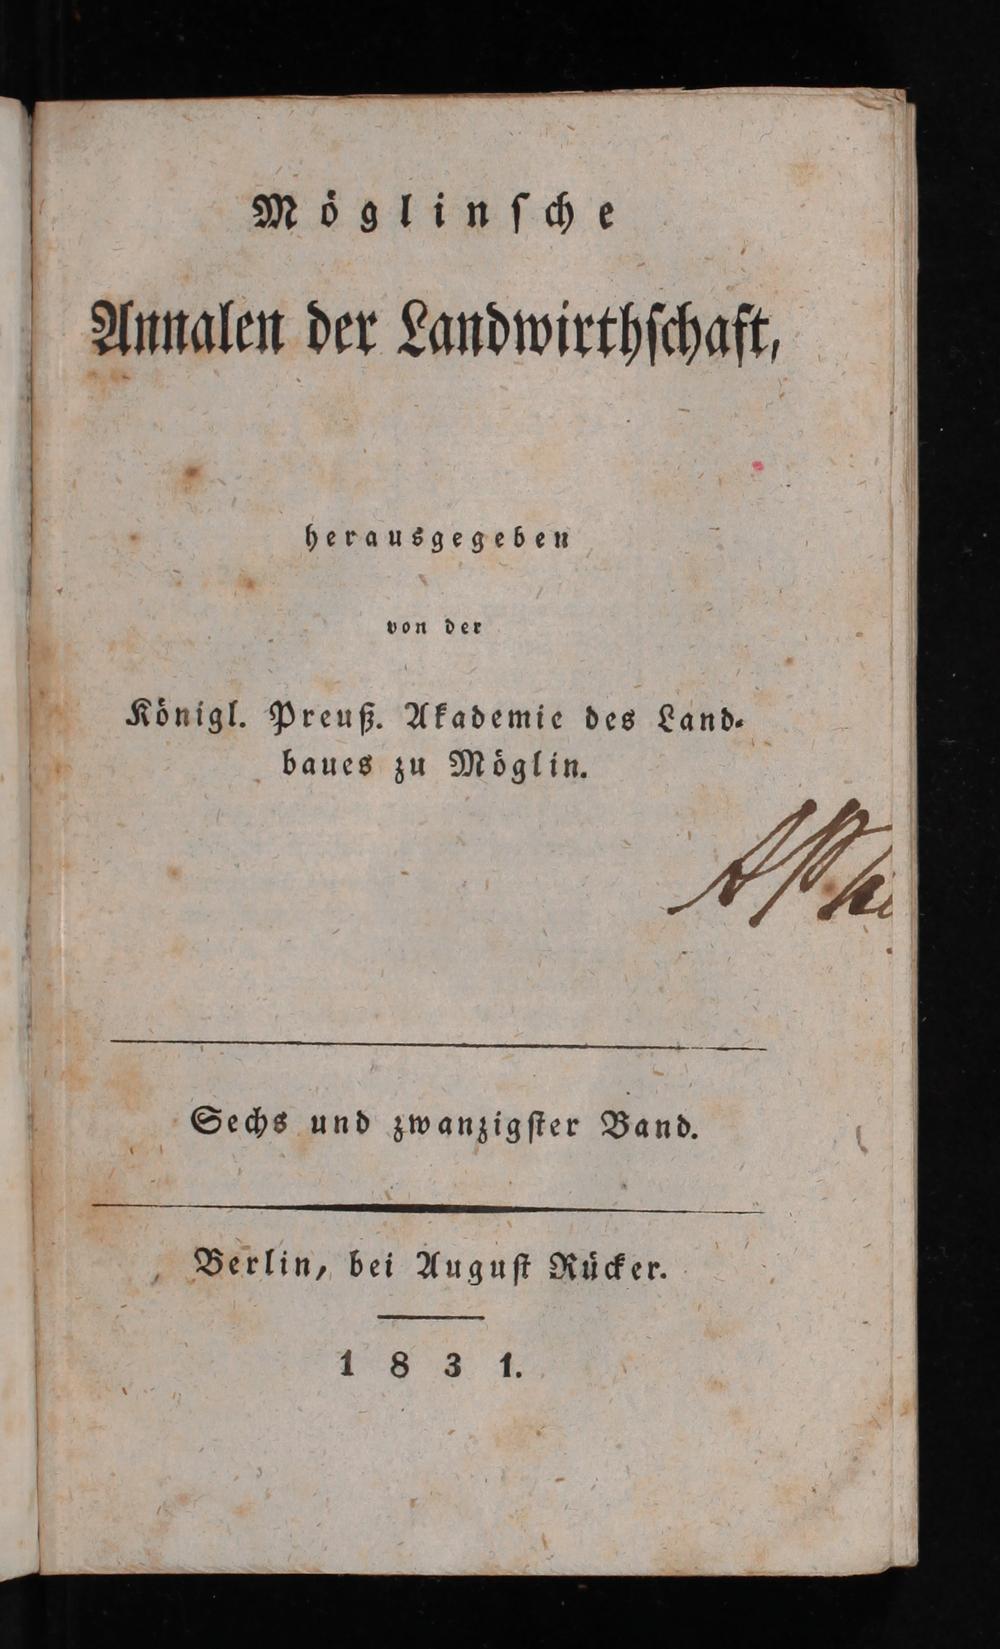 Möglinsche
Annalen der Landwirthschaft,
herausgegeben
von der
Königl. Preuß. Akademie des Land-
baues zu Möglin.
Sechs und zwanzigster Band.
Berlin, bei August Rücker.
1831.